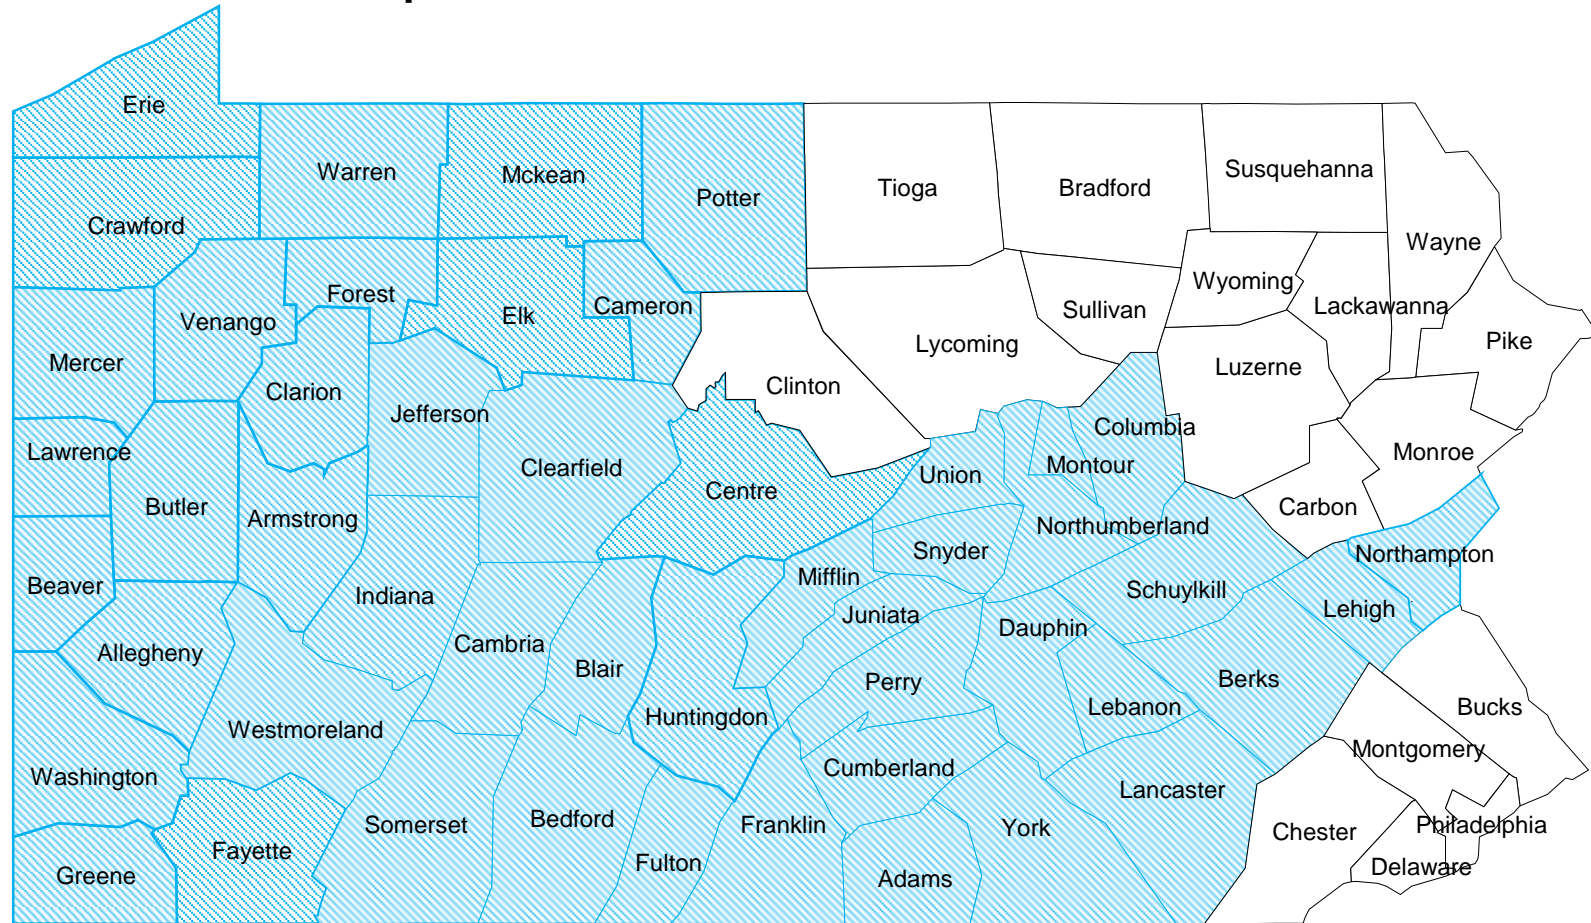 Erie
Warren
Mckean
Potter
Tioga
Bradford
Susquehanna
Wayne
Crawford
Forest
Elk
Cameron
Venango
Mercer
Clarion
Jefferson
Lycoming
Sullivan
Wyoming
Lackawanna
Pike
Luzerne
Clinton
Columbia
Lawrence
Butler
Armstrong
Clearfield
Centre
Union
Montour
Monroe
Carbon
Northumberland
Snyder
Northampton
Beaver
Indiana
Mifflin
Juniata
Schuylkill
Lehigh
Dauphin
Allegheny
Cambria
Blair
Perry
Berks
Lebanon
Bucks
Westmoreland
Huntingdon
Montgomery
Washington
Cumberland
Lancaster
Somerset
Bedford
Franklin
York
Chester
Philadelphia
Fayette
Fulton
Adams
Delaware
Greene